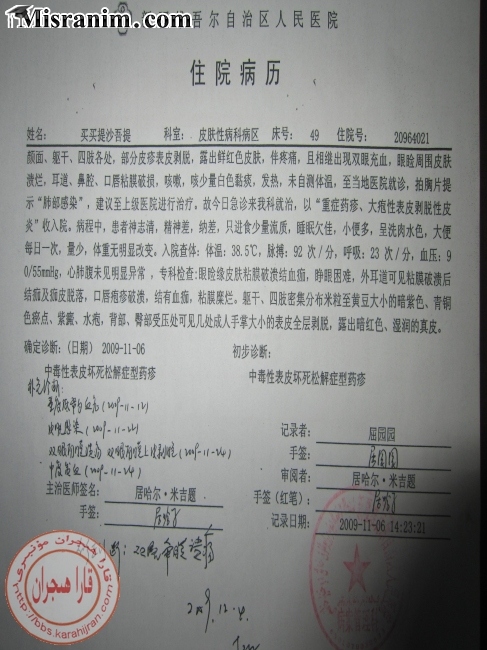 Misranim.com
吾尔自治区人民医院
住院病历
姓名: 买买提沙吾提 科室: 皮肤性病科病区 床号: 49 住院号: 20964021
颜面、躯干、四肢各处，部分皮疹表皮剥脱，露出鲜红色皮肤，伴疼痛，且相继出现双眼充血，眼睑周围皮肤
溃烂，耳道、鼻腔、口唇粘膜破损，咳嗽，咳少量白色黏痰，发热，未自测体温，至当地医院就诊，拍胸片提
示“肺部感染”，建议至上级医院进行治疗。故今日急诊来我科就治，以“重症药疹、大疱性表皮剥脱性皮
炎”收入院。病程中，患者神志清，精神差，纳差，只进食少量流质，睡眠欠佳，小便多，呈洗肉水色，大便
每日一次，量少，体重无明显改变。入院查体：体温：38.5℃，脉搏：92 次/分，呼吸：23 次/分，血压：90
/55mmHg，心肺腹未见明显异常，专科检查：眼睑缘皮肤粘膜破溃结血痂，睁眼困难，外耳道可见粘膜破溃后
结痂及痂皮脱落，口唇疱疹破溃，结有血痂，粘膜糜烂。躯干、四肢密集分布米粒至黄豆大小的暗紫色、青铜
色瘀点、紫癜、水疱，背部、臀部受压处可见几处成人手掌大小的表皮全层剥脱，露出暗红色、湿润的真皮。
确定诊断：(日期) 2009-11-06 初步诊断：
中毒性表皮坏死松解症型药疹 中毒性表皮坏死松解症型药疹
补充诊断：
(2009-11-12)
(2009-11-22)
(2009-11-24)
(2009-11-24)
记录者： 屈园园
手签： 屈园园
审阅者： 居哈尔·米吉题
主治医师签名： 居哈尔·米吉题
手签（红笔）：
手签：
记录日期： 2009-11-06 14:23:21
2009.12.4.
قارا هىجران مۇنبىرى
قارا ھىجران
bbs.karahijran.com